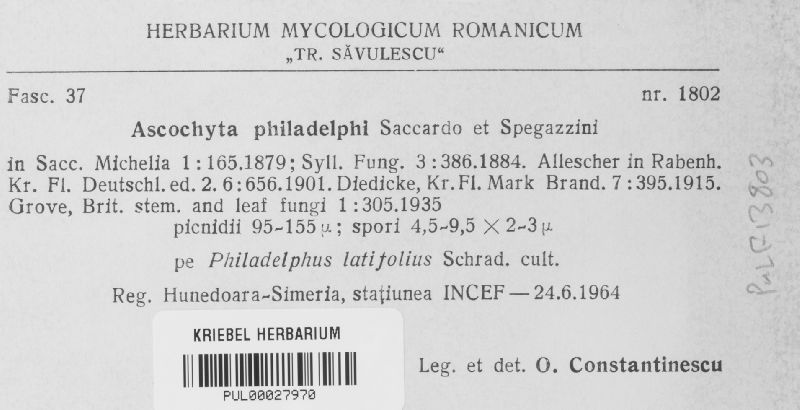 HERBARIUM MYCOLOGICUM ROMANICUM
„TR. SĂVULESCU“
Fasc. 37 nr. 1802
Ascochyta philadelphi Saccardo et Spegazzini
in Sacc. Michelia 1:165.1879; Syll. Fung. 3:386.1884. Allescher in Rabenh.
Kr. Fl. Deutschl. ed. 2. 6:656.1901. Diedicke, Kr. Fl. Mark Brand. 7:395.1915.
Grove, Brit. stem. and leaf fungi 1:305.1935
picnidii 95-155 µ; spori 4,5-9,5 × 2-3 µ
pe Philadelphus latifolius Schrad. cult.
Reg. Hunedoara-Simeria, stațiunea INCEF — 24.6.1964
Leg. et det. O. Constantinescu
KRIEBEL HERBARIUM
PUL00027970
PULF13803